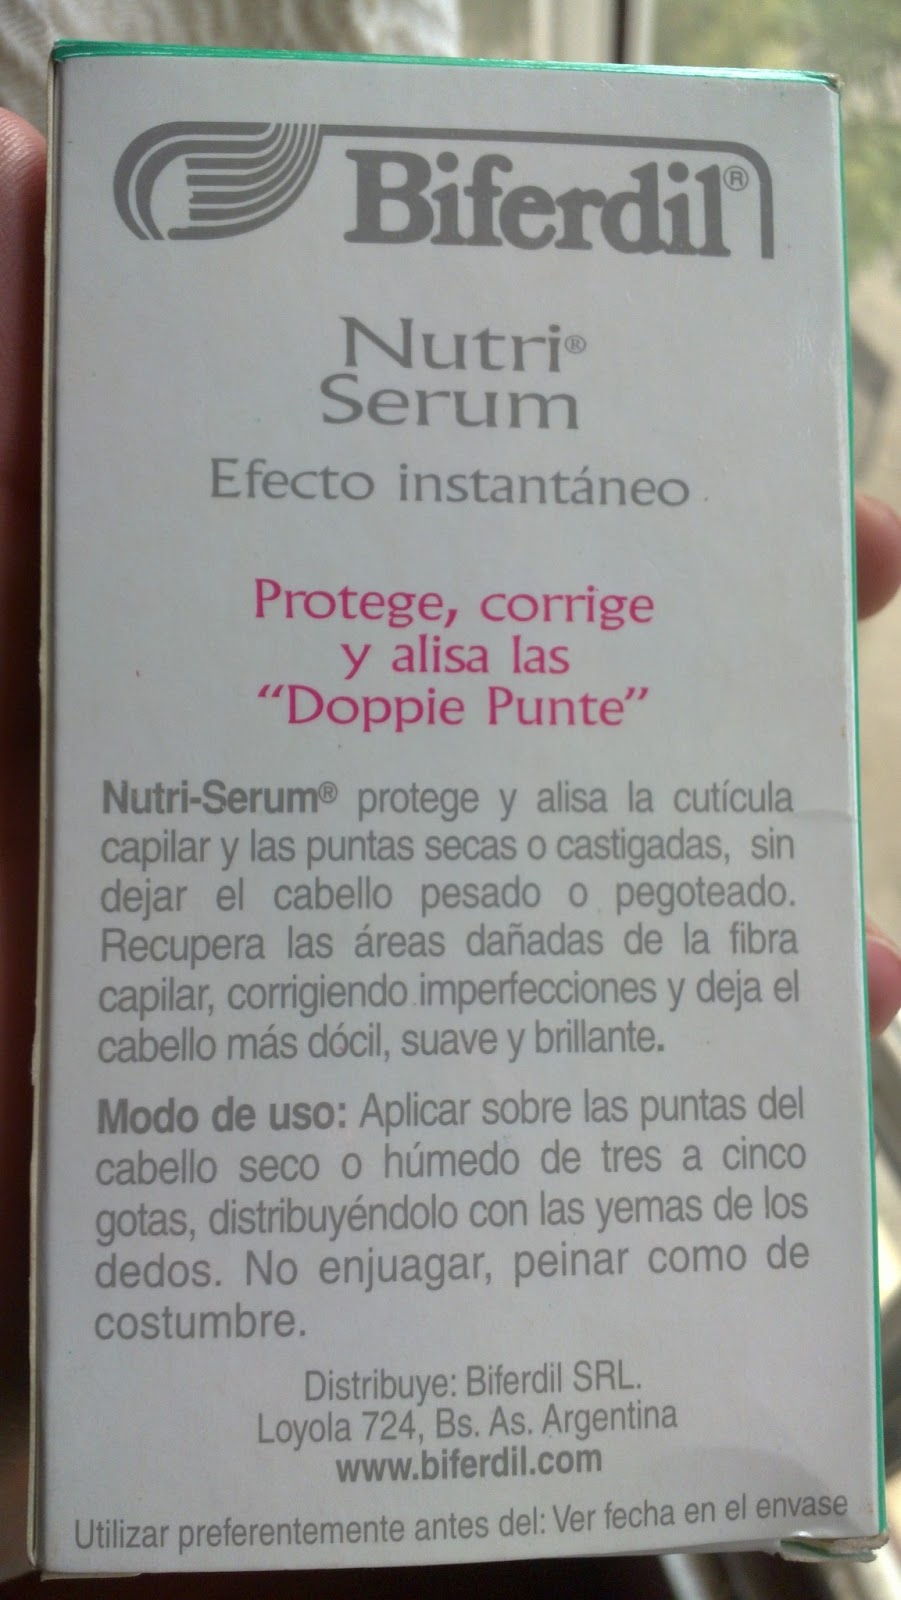 Biferdil®
Nutri®
Serum
Efecto instantáneo
Protege, corrige
y alisa las
“Doppie Punte”
Nutri-Serum® protege y alisa la cutícula
capilar y las puntas secas o castigadas, sin
dejar el cabello pesado o pegoteado.
Recupera las áreas dañadas de la fibra
capilar, corrigiendo imperfecciones y deja el
cabello más dócil, suave y brillante.
Modo de uso: Aplicar sobre las puntas del
cabello seco o húmedo de tres a cinco
gotas, distribuyéndolo con las yemas de los
dedos. No enjuagar, peinar como de
costumbre.
Distribuye: Biferdil SRL.
Loyola 724, Bs. As. Argentina
www.biferdil.com
Utilizar preferentemente antes del: Ver fecha en el envase